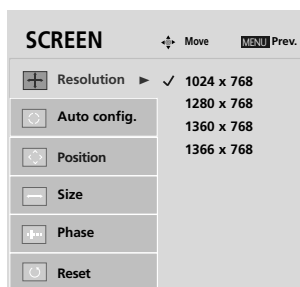 SCREEN Move MENU Prev.
Resolution ► ✓ 1024 x 768
1280 x 768
1360 x 768
1366 x 768
Auto config.
Position
Size
Phase
Reset